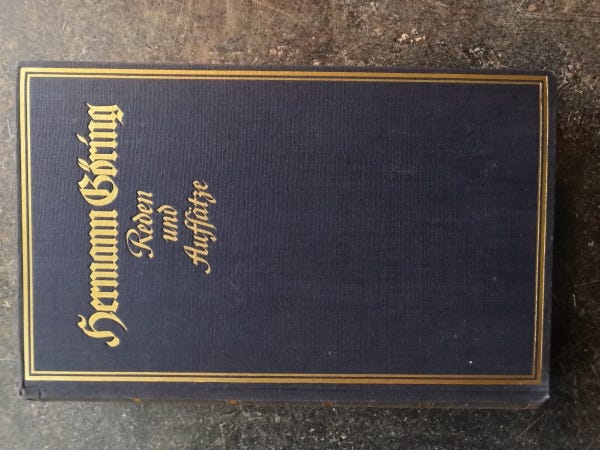 Hermann Göring
Reden
und
Aufſätze